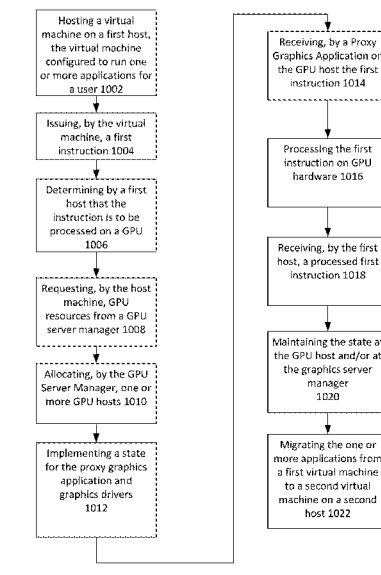 Hosting a virtual
machine on a first host,
the virtual machine
configured to run one
or more applications for
a user 1002
Issuing, by the virtual
machine, a first
instruction 1004
Determining by a first
host that the
instruction is to be
processed on a GPU
1006
Requesting, by the host
machine, GPU
resources from a GPU
server manager 1008
Allocating, by the GPU
Server Manager, one or
more GPU hosts 1010
Implementing a state
for the proxy graphics
application and
graphics drivers
1012
Receiving, by a Proxy
Graphics Application on
the GPU host the first
instruction 1014
Processing the first
instruction on GPU
hardware 1016
Receiving, by the first
host, a processed first
instruction 1018
Maintaining the state at
the GPU host and/or at
the graphics server
manager
1020
Migrating the one or
more applications from
a first virtual machine
to a second virtual
machine on a second
host 1022